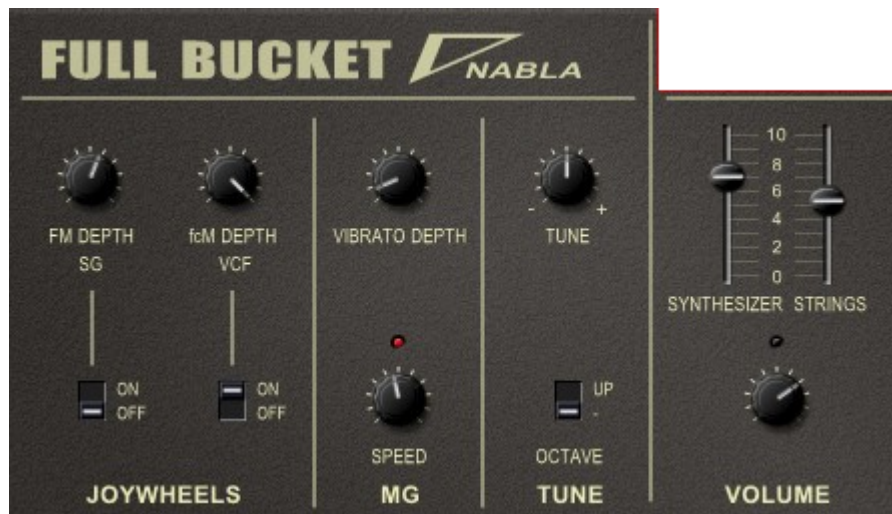 FULL BUCKET NABLA
FM DEPTH
SG
ON
OFF
fcM DEPTH
VCF
ON
OFF
JOYWHEELS
VIBRATO DEPTH
SPEED
MG
- +
TUNE
UP
-
OCTAVE
TUNE
10
8
6
4
2
0
SYNTHESIZER STRINGS
VOLUME